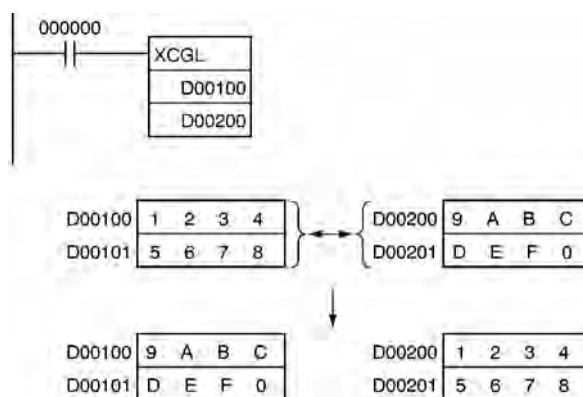 000000
XCGL
D00100
D00200
D00100 1 2 3 4 D00200 9 A B C
D00101 5 6 7 8 D00201 D E F 0
D00100 9 A B C D00200 1 2 3 4
D00101 D E F 0 D00201 5 6 7 8